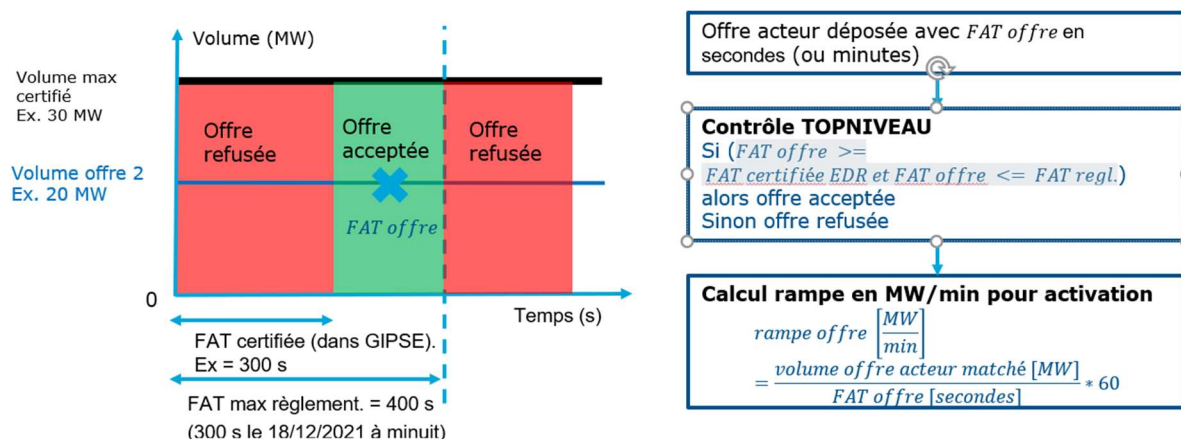 Volume (MW)
Volume max
certifié
Ex. 30 MW
Offre
refusée
Offre
acceptée
Offre
refusée
Volume offre 2
Ex. 20 MW
FAT offre
0
Temps (s)
FAT certifiée (dans GIPSE).
Ex = 300 s
FAT max règlement. = 400 s
(300 s le 18/12/2021 à minuit)
Offre acteur déposée avec FAT offre en
secondes (ou minutes)
Contrôle TOPNIVEAU
Si (FAT offre >=
FAT certifiée EDR et FAT offre <= FAT regl.)
alors offre acceptée
Sinon offre refusée
Calcul rampe en MW/min pour activation
rampe offre [MW/min]
= volume offre acteur matché [MW]
FAT offre [secondes]
* 60